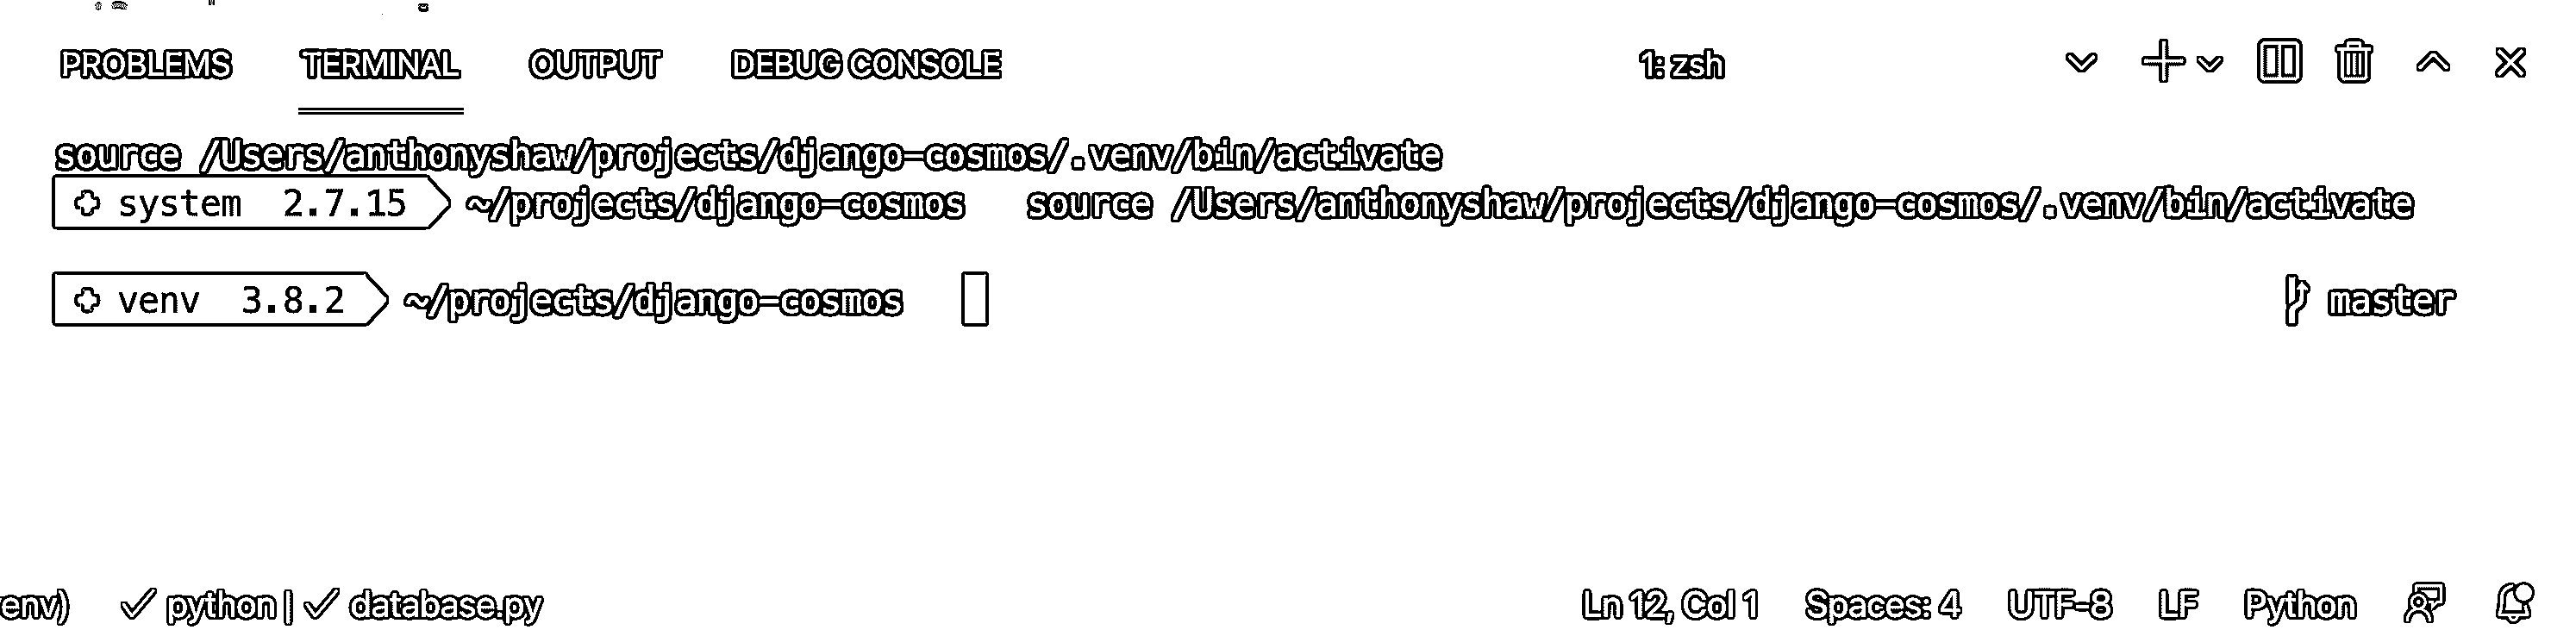 PROBLEMS TERMINAL OUTPUT DEBUG CONSOLE 1: zsh
source /Users/anthonyshaw/projects/django-cosmos/.venv/bin/activate
system 2.7.15 ~/projects/django-cosmos source /Users/anthonyshaw/projects/django-cosmos/.venv/bin/activate
venv 3.8.2 ~/projects/django-cosmos master
env) ✓ python | ✓ database.py Ln 12, Col 1 Spaces: 4 UTF-8 LF Python